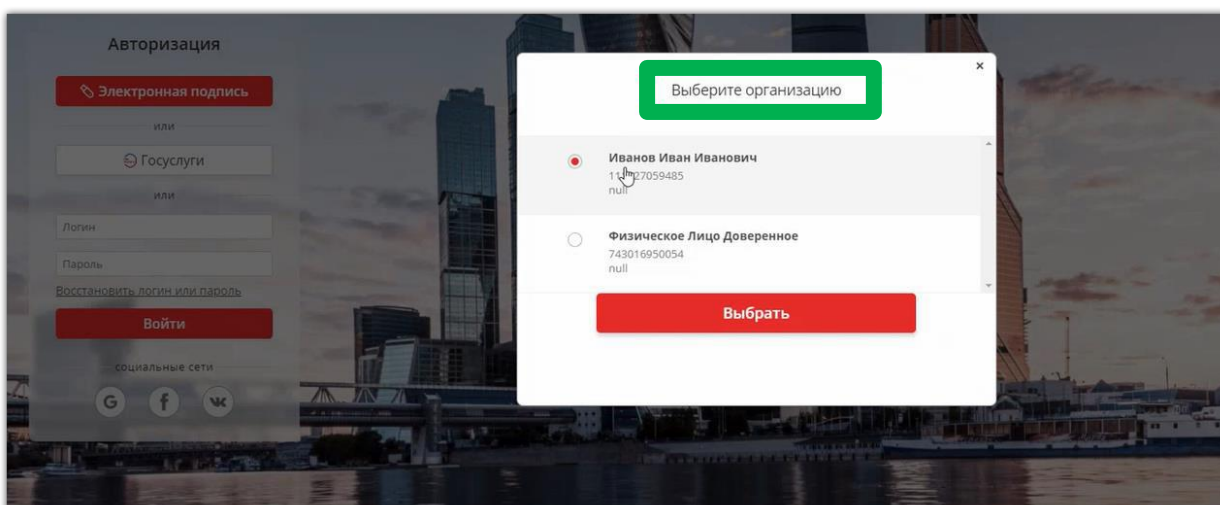 Авторизация
Электронная подпись
или
Госуслуги
или
Логин
Пароль
Восстановить логин или пароль
Войти
социальные сети
Выберите организацию
×
Иванов Иван Иванович
null
Физическое Лицо Доверенное
743016950054
null
Выбрать